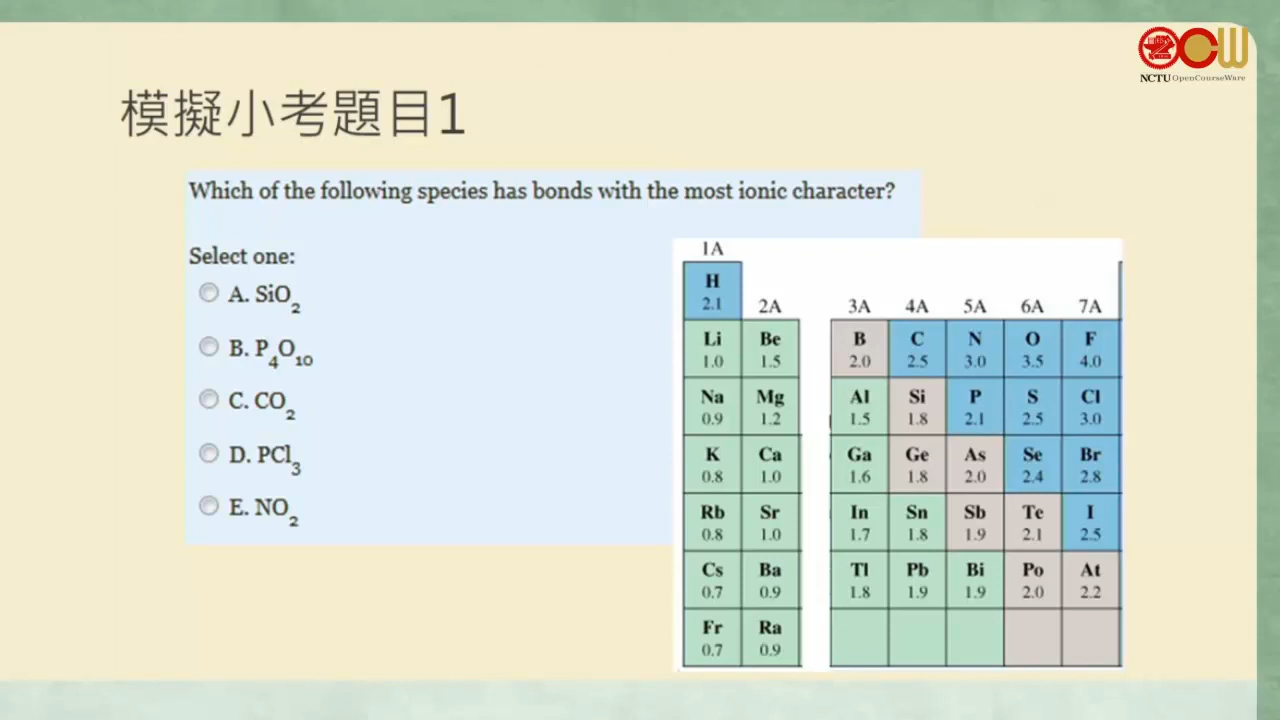 NCTU OpenCourseWare
模擬小考題目1
Which of the following species has bonds with the most ionic character?
Select one:
A. SiO2
B. P4O10
C. CO2
D. PCl3
E. NO2
1A
H
2.1
2A 3A 4A 5A 6A 7A
Li Be B C N O F
1.0 1.5 2.0 2.5 3.0 3.5 4.0
Na Mg Al Si P S Cl
0.9 1.2 1.5 1.8 2.1 2.5 3.0
K Ca Ga Ge As Se Br
0.8 1.0 1.6 1.8 2.0 2.4 2.8
Rb Sr In Sn Sb Te I
0.8 1.0 1.7 1.8 1.9 2.1 2.5
Cs Ba Tl Pb Bi Po At
0.7 0.9 1.8 1.9 1.9 2.0 2.2
Fr Ra
0.7 0.9